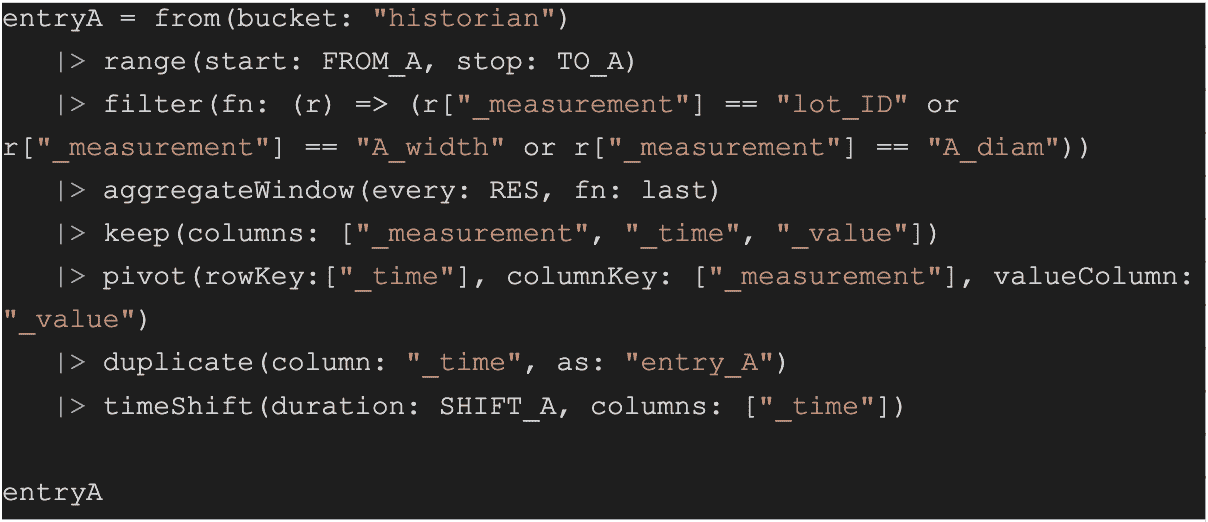 entryA = from(bucket: "historian")
   |> range(start: FROM_A, stop: TO_A)
   |> filter(fn: (r) => (r["_measurement"] == "lot_ID" or
r["_measurement"] == "A_width" or r["_measurement"] == "A_diam"))
   |> aggregateWindow(every: RES, fn: last)
   |> keep(columns: ["_measurement", "_time", "_value"])
   |> pivot(rowKey:["_time"], columnKey: ["_measurement"], valueColumn:
"_value")
   |> duplicate(column: "_time", as: "entry_A")
   |> timeShift(duration: SHIFT_A, columns: ["_time"])

entryA